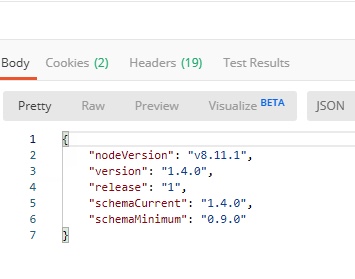 Body Cookies (2) Headers (19) Test Results
Pretty Raw Preview Visualize BETA JSON
1 {
2 "nodeVersion": "v8.11.1",
3 "version": "1.4.0",
4 "release": "1",
5 "schemaCurrent": "1.4.0",
6 "schemaMinimum": "0.9.0"
7 }